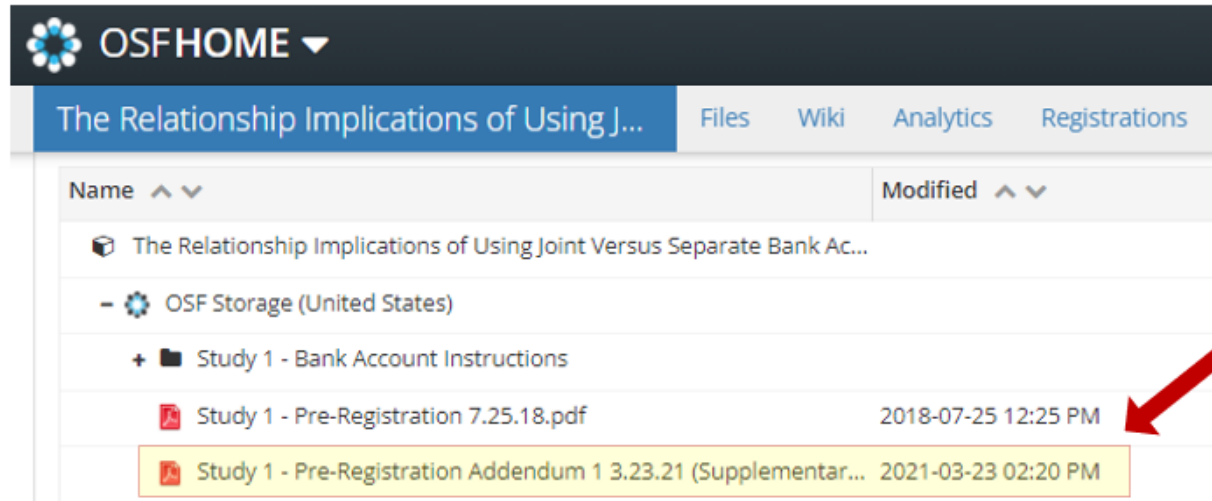 OSFHOME
The Relationship Implications of Using J... Files Wiki Analytics Registrations
Name Modified
The Relationship Implications of Using Joint Versus Separate Bank Ac...
OSF Storage (United States)
Study 1 - Bank Account Instructions
Study 1 - Pre-Registration 7.25.18.pdf 2018-07-25 12:25 PM
Study 1 - Pre-Registration Addendum 1 3.23.21 (Supplementar... 2021-03-23 02:20 PM